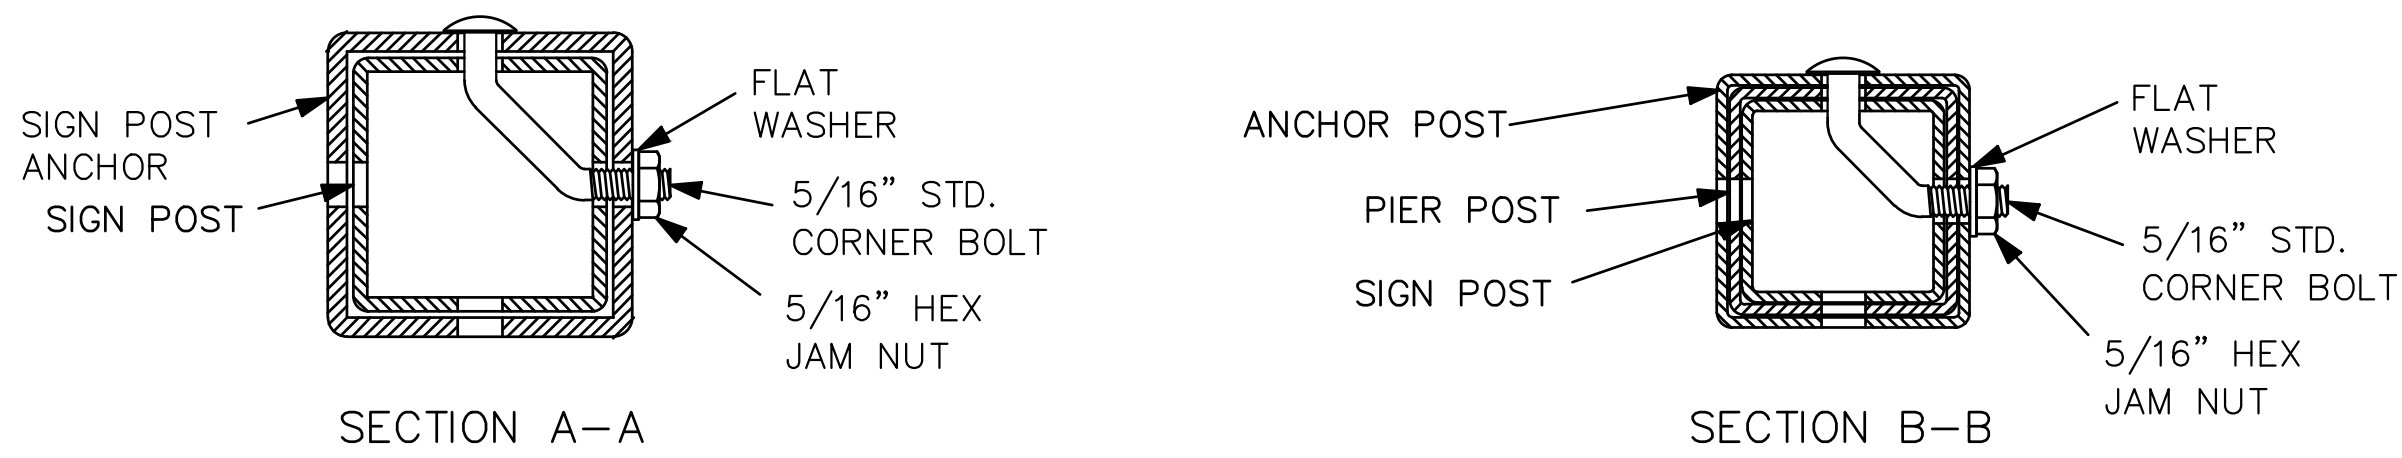 SIGN POST
ANCHOR
SIGN POST
FLAT
WASHER
5/16" STD.
CORNER BOLT
5/16" HEX
JAM NUT
SECTION A-A
ANCHOR POST
PIER POST
SIGN POST
FLAT
WASHER
5/16" STD.
CORNER BOLT
5/16" HEX
JAM NUT
SECTION B-B